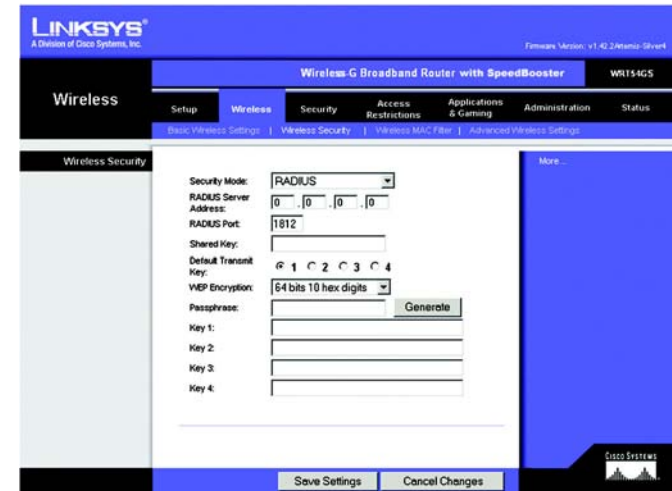 LINKSYS®
A Division of Cisco Systems, Inc.
Firmware Version: v1.42.2Artemis-Silver4
Wireless-G Broadband Router with SpeedBooster WRT54GS
Wireless
Setup Wireless Security Access Restrictions Applications & Gaming Administration Status
Basic Wireless Settings | Wireless Security | Wireless MAC Filter | Advanced Wireless Settings
Wireless Security
More...
Security Mode: RADIUS
RADIUS Server Address: 0 . 0 . 0 . 0
RADIUS Port: 1812
Shared Key:
Default Transmit Key: 1 2 3 4
WEP Encryption: 64 bits 10 hex digits
Passphrase: Generate
Key 1:
Key 2:
Key 3:
Key 4:
CISCO SYSTEMS
Save Settings Cancel Changes